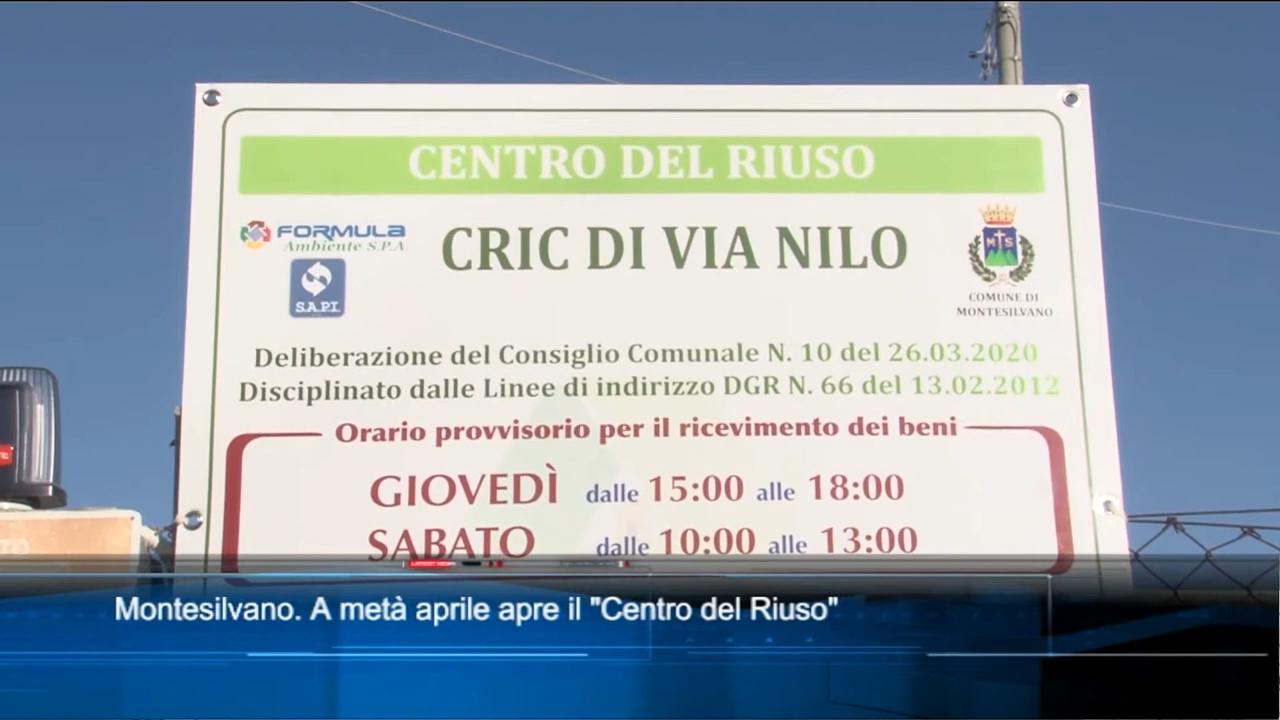 CENTRO DEL RIUSO
FORMULA
Ambiente S.P.A.
S.A.P.I.
CRIC DI VIA NILO
M S
COMUNE DI
MONTESILVANO
Deliberazione del Consiglio Comunale N. 10 del 26.03.2020
Disciplinato dalle Linee di indirizzo DGR N. 66 del 13.02.2012
Orario provvisorio per il ricevimento dei beni
GIOVEDÌ dalle 15:00 alle 18:00
SABATO dalle 10:00 alle 13:00
LATEST NEWS
Montesilvano. A metà aprile apre il "Centro del Riuso"